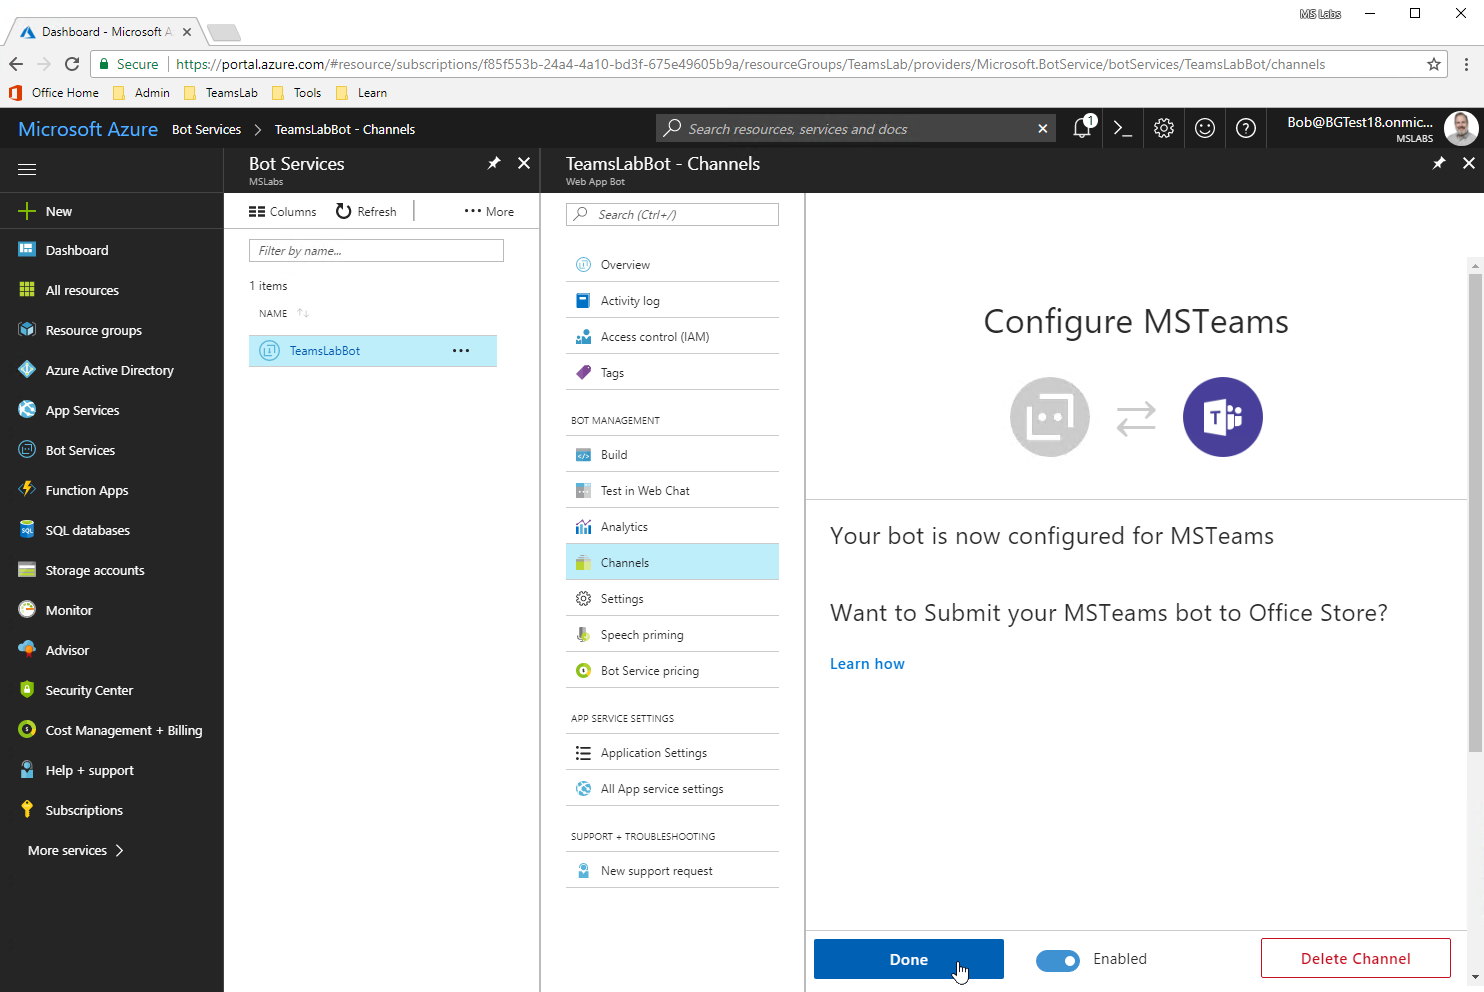 MS Labs
Dashboard - Microsoft A
Secure https://portal.azure.com/#resource/subscriptions/f85f553b-24a4-4a10-bd3f-675e49605b9a/resourceGroups/TeamsLab/providers/Microsoft.BotService/botServices/TeamsLabBot/channels
Office Home Admin TeamsLab Tools Learn
Microsoft Azure Bot Services > TeamsLabBot - Channels
Search resources, services and docs
1
Bob@BGTest18.onmic...
MSLABS
New
Dashboard
All resources
Resource groups
Azure Active Directory
App Services
Bot Services
Function Apps
SQL databases
Storage accounts
Monitor
Advisor
Security Center
Cost Management + Billing
Help + support
Subscriptions
More services >
Bot Services
MSLabs
Columns Refresh ••• More
Filter by name...
1 items
NAME
TeamsLabBot •••
TeamsLabBot - Channels
Web App Bot
Search (Ctrl+/)
Overview
Activity log
Access control (IAM)
Tags
BOT MANAGEMENT
Build
Test in Web Chat
Analytics
Channels
Settings
Speech priming
Bot Service pricing
APP SERVICE SETTINGS
Application Settings
All App service settings
SUPPORT + TROUBLESHOOTING
New support request
Configure MSTeams
T
Your bot is now configured for MSTeams
Want to Submit your MSTeams bot to Office Store?
Learn how
Done Enabled Delete Channel